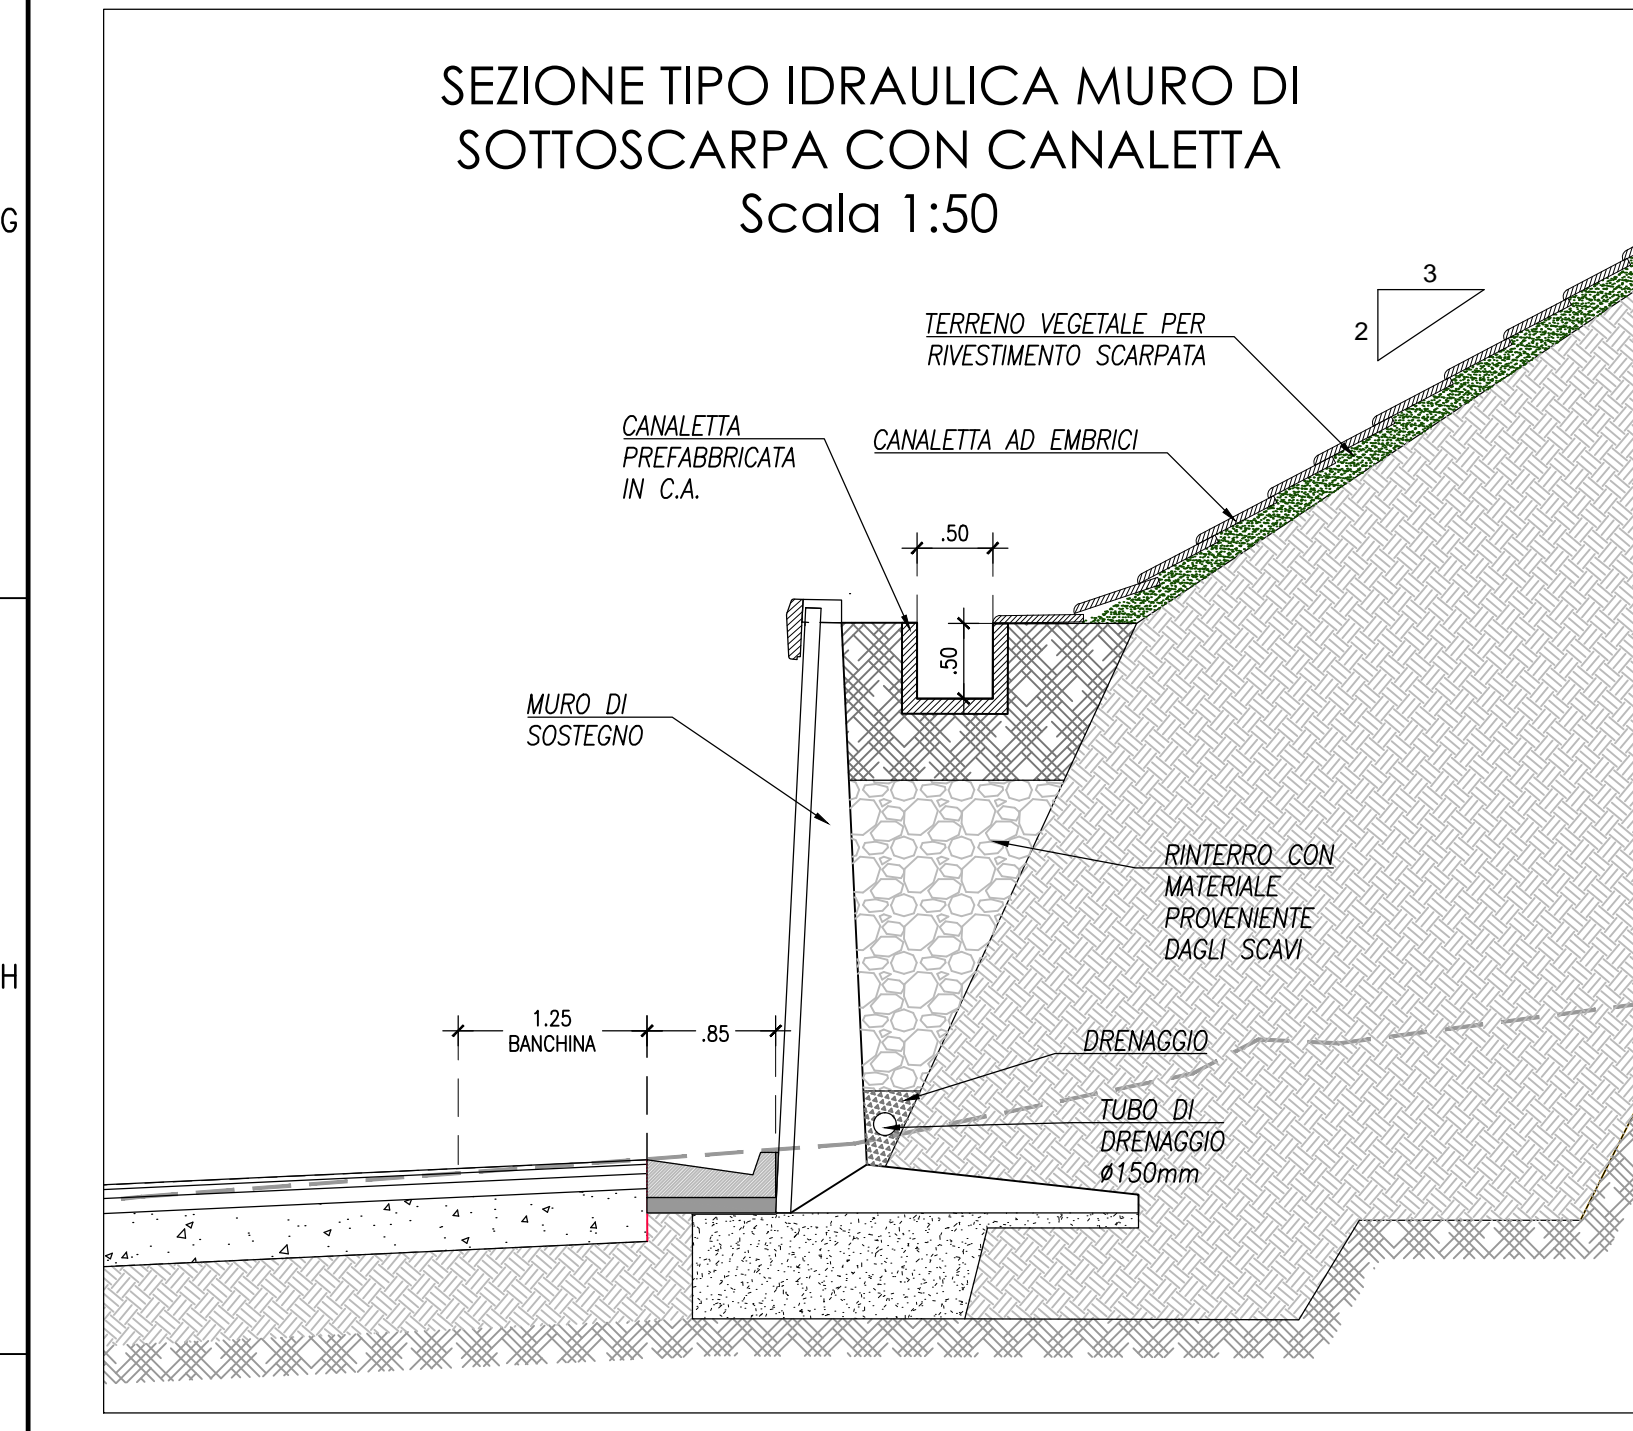 SEZIONE TIPO IDRAULICA MURO DI
SOTTOSCARPA CON CANALETTA
Scala 1:50
G
3
2
TERRENO VEGETALE PER
RIVESTIMENTO SCARPATA
CANALETTA
PREFABBRICATA
IN C.A.
CANALETTA AD EMBRICI
.50
.50
MURO DI
SOSTEGNO
RINTERRO CON
MATERIALE
PROVENIENTE
DAGLI SCAVI
H
1.25
BANCHINA
.85
DRENAGGIO
TUBO DI
DRENAGGIO
ø150mm